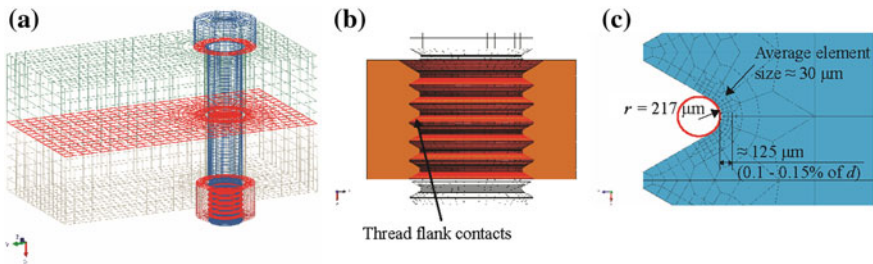 (a)
(b)
(c)
Average element
size ≈ 30 μm
r = 217 μm
≈ 125 μm
(0.1 - 0.15% of d)
Thread flank contacts